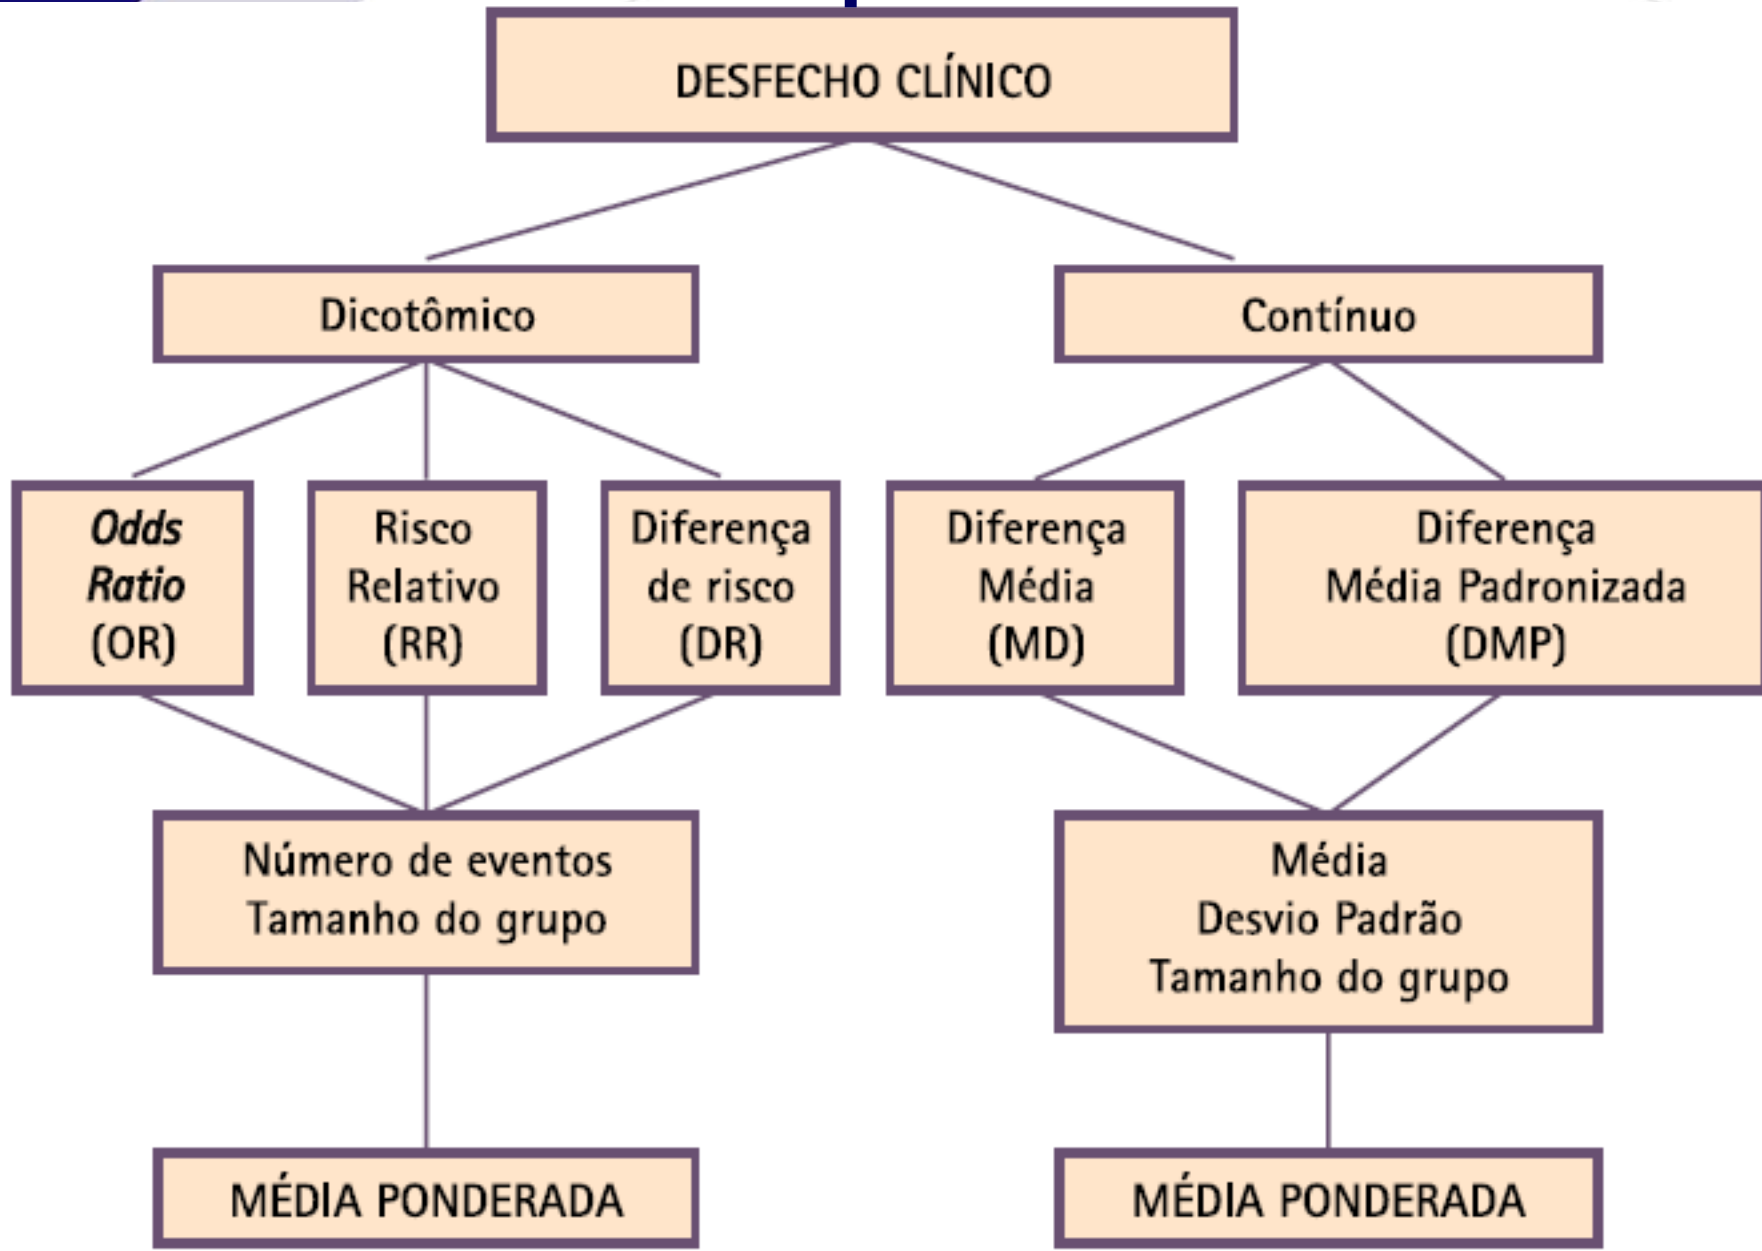 DESFECHO CLÍNICO
Dicotômico
Contínuo
Odds
Ratio
(OR)
Risco
Relativo
(RR)
Diferença
de risco
(DR)
Diferença
Média
(MD)
Diferença
Média Padronizada
(DMP)
Número de eventos
Tamanho do grupo
Média
Desvio Padrão
Tamanho do grupo
MÉDIA PONDERADA
MÉDIA PONDERADA